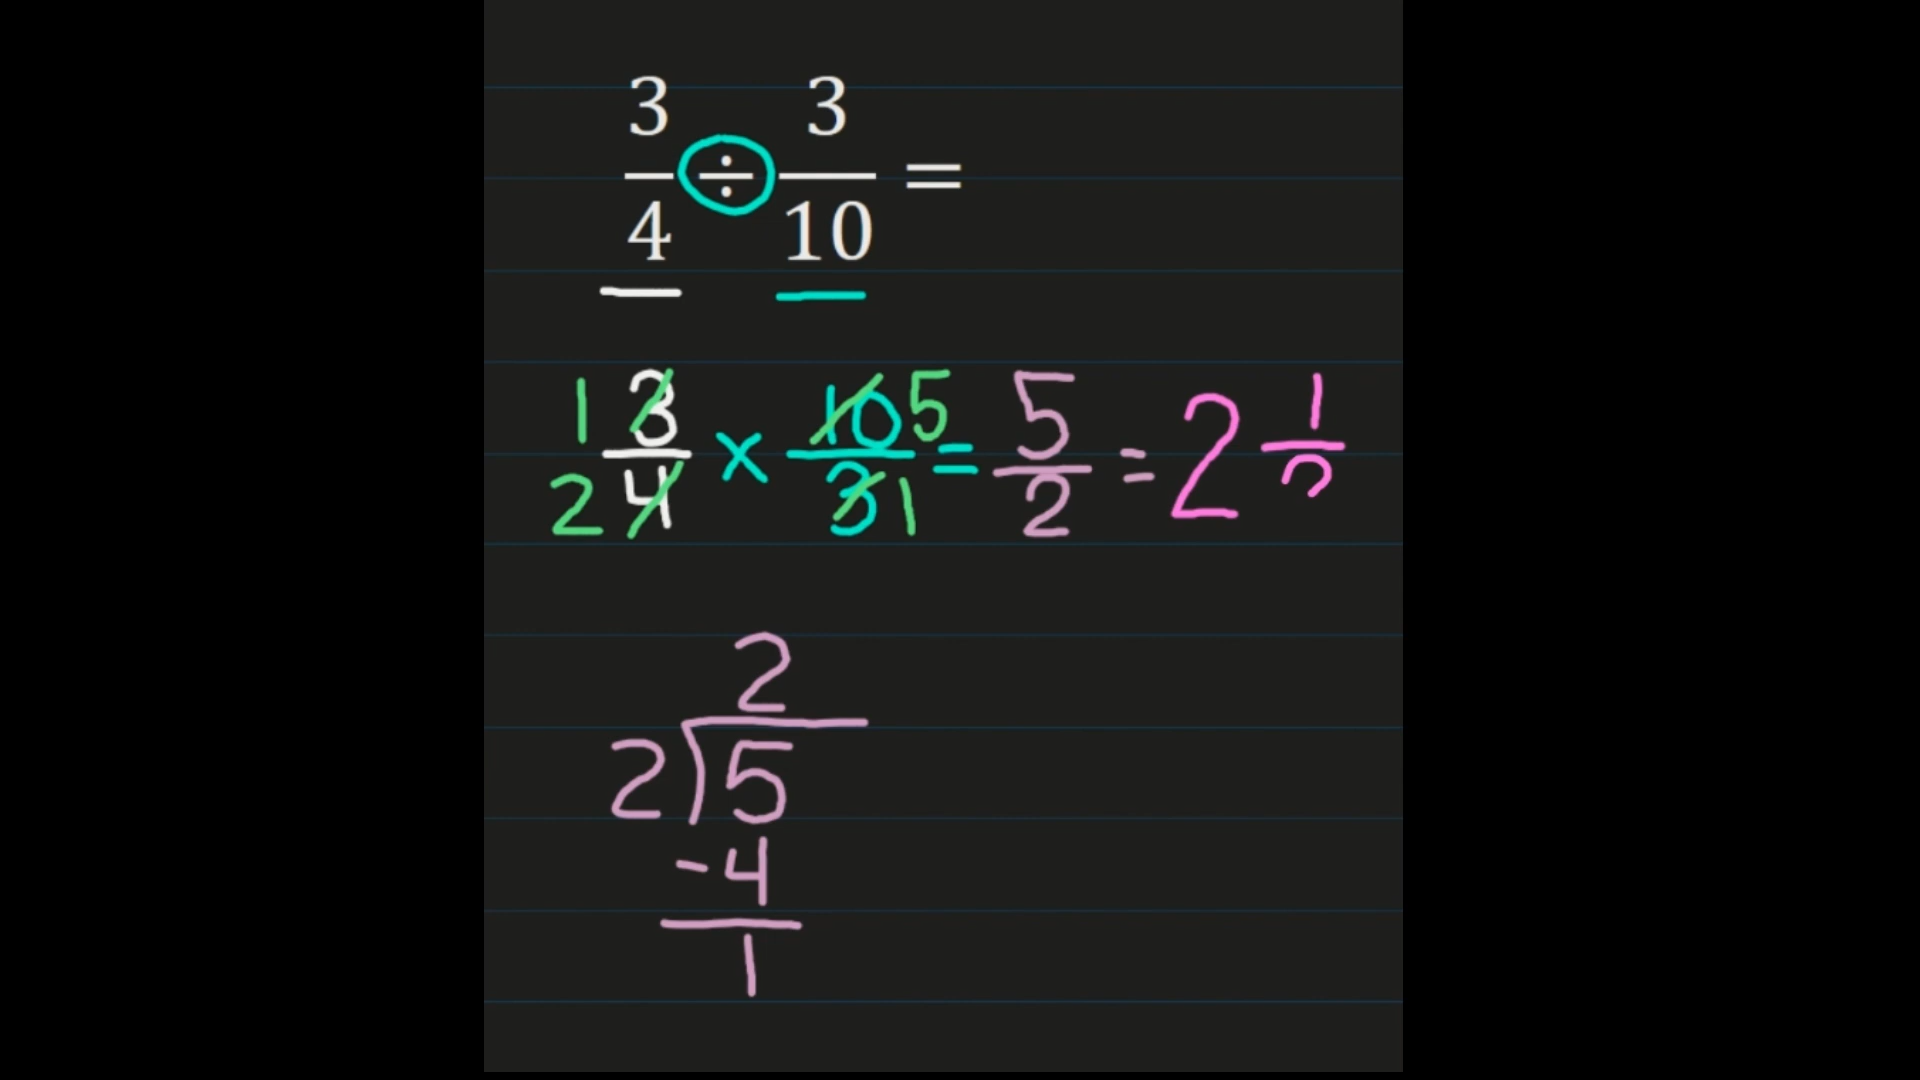 3/4 ÷ 3/10 =
1 3/4 2 × 10/3 5 1 = 5/2 = 2 1/2
2
2)5
-4
1